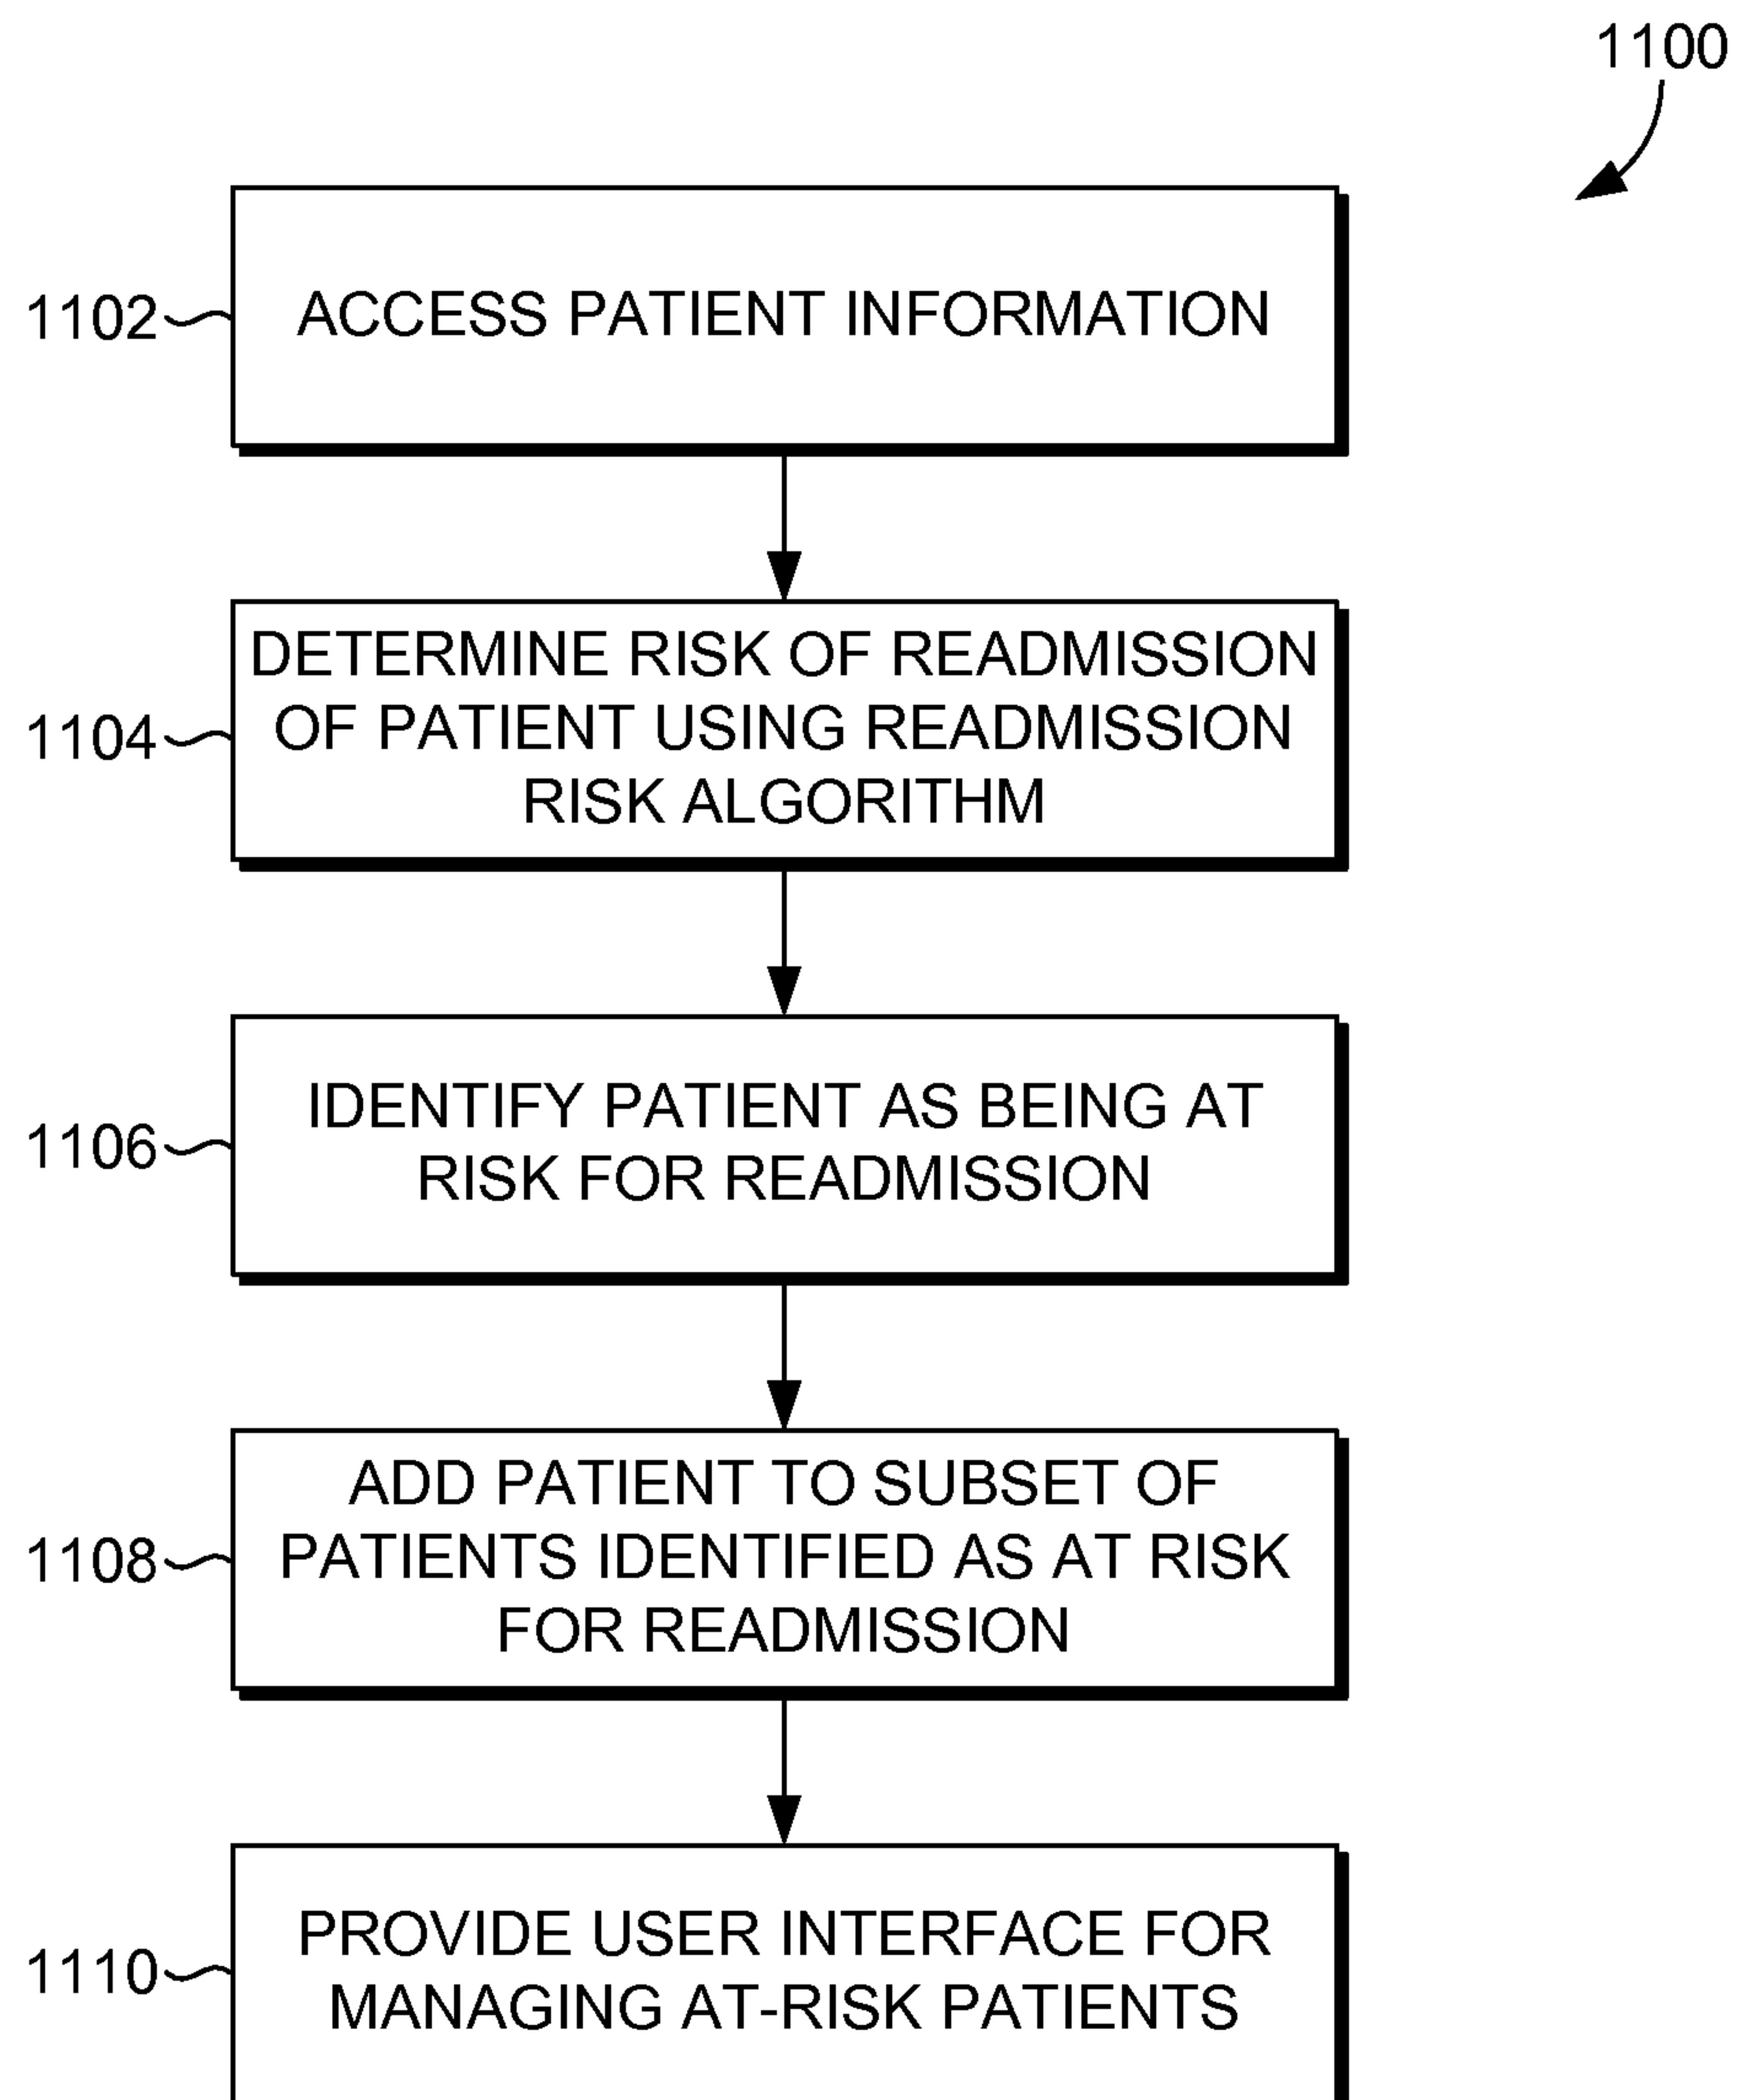 1100
1102
ACCESS PATIENT INFORMATION
1104
DETERMINE RISK OF READMISSION
OF PATIENT USING READMISSION
RISK ALGORITHM
1106
IDENTIFY PATIENT AS BEING AT
RISK FOR READMISSION
1108
ADD PATIENT TO SUBSET OF
PATIENTS IDENTIFIED AS AT RISK
FOR READMISSION
1110
PROVIDE USER INTERFACE FOR
MANAGING AT-RISK PATIENTS